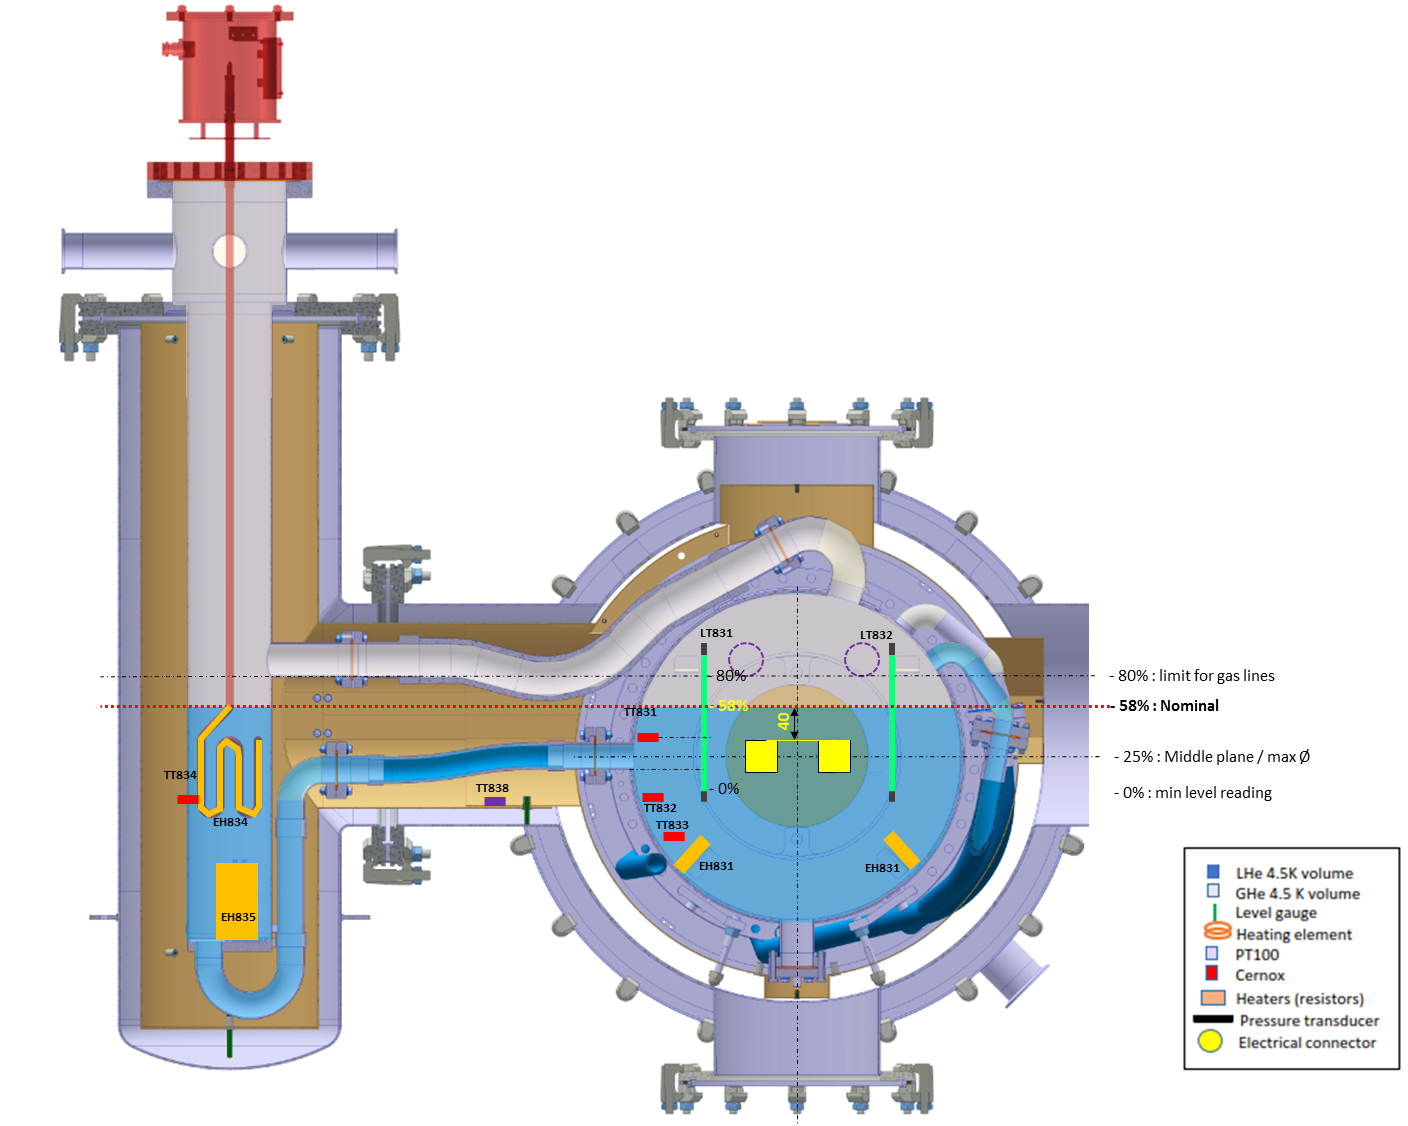 LT831
LT832
80%
- 80% : limit for gas lines
- 58%
- 58% : Nominal
TT831
40
- 25% : Middle plane / max Ø
TT834
TT838
- 0%
- 0% : min level reading
TT832
EH834
TT833
EH831
EH831
EH835
LHe 4.5K volume
GHe 4.5 K volume
Level gauge
Heating element
PT100
Cernox
Heaters (resistors)
Pressure transducer
Electrical connector